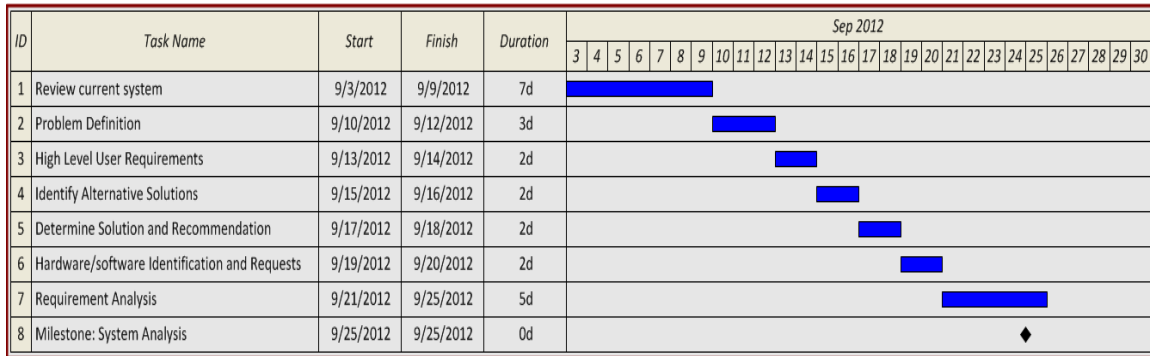 ID Task Name Start Finish Duration Sep 2012
3 4 5 6 7 8 9 10 11 12 13 14 15 16 17 18 19 20 21 22 23 24 25 26 27 28 29 30
1 Review current system 9/3/2012 9/9/2012 7d
2 Problem Definition 9/10/2012 9/12/2012 3d
3 High Level User Requirements 9/13/2012 9/14/2012 2d
4 Identify Alternative Solutions 9/15/2012 9/16/2012 2d
5 Determine Solution and Recommendation 9/17/2012 9/18/2012 2d
6 Hardware/software Identification and Requests 9/19/2012 9/20/2012 2d
7 Requirement Analysis 9/21/2012 9/25/2012 5d
8 Milestone: System Analysis 9/25/2012 9/25/2012 0d